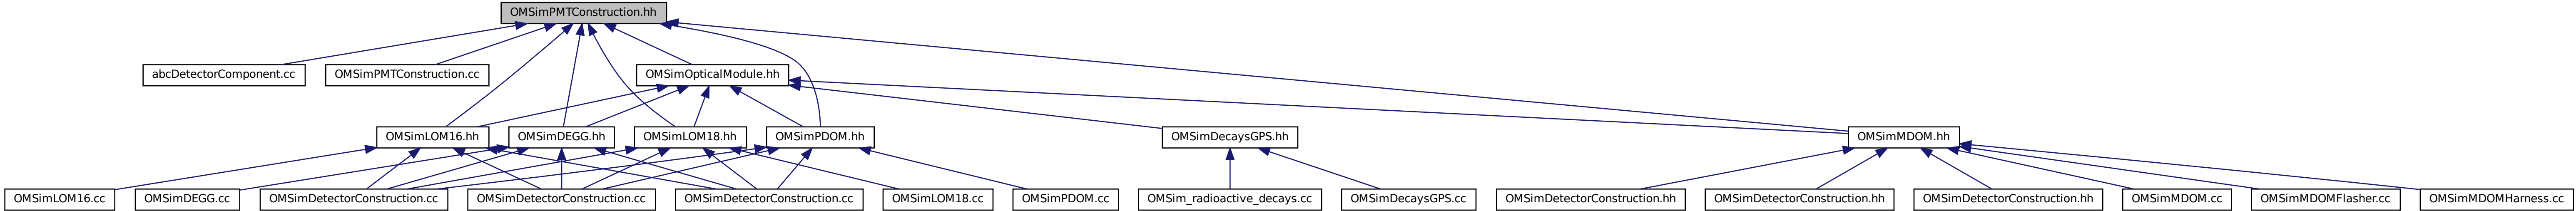 OMSimPMTConstruction.hh
abcDetectorComponent.cc
OMSimPMTConstruction.cc
OMSimOpticalModule.hh
OMSimLOM16.hh
OMSimDEGG.hh
OMSimLOM18.hh
OMSimPDOM.hh
OMSimDecaysGPS.hh
OMSimMDOM.hh
OMSimLOM16.cc
OMSimDEGG.cc
OMSimDetectorConstruction.cc
OMSimDetectorConstruction.cc
OMSimDetectorConstruction.cc
OMSimLOM18.cc
OMSimPDOM.cc
OMSim_radioactive_decays.cc
OMSimDecaysGPS.cc
OMSimDetectorConstruction.hh
OMSimDetectorConstruction.hh
OMSimDetectorConstruction.hh
OMSimMDOM.cc
OMSimMDOMFlasher.cc
OMSimMDOMHarness.cc